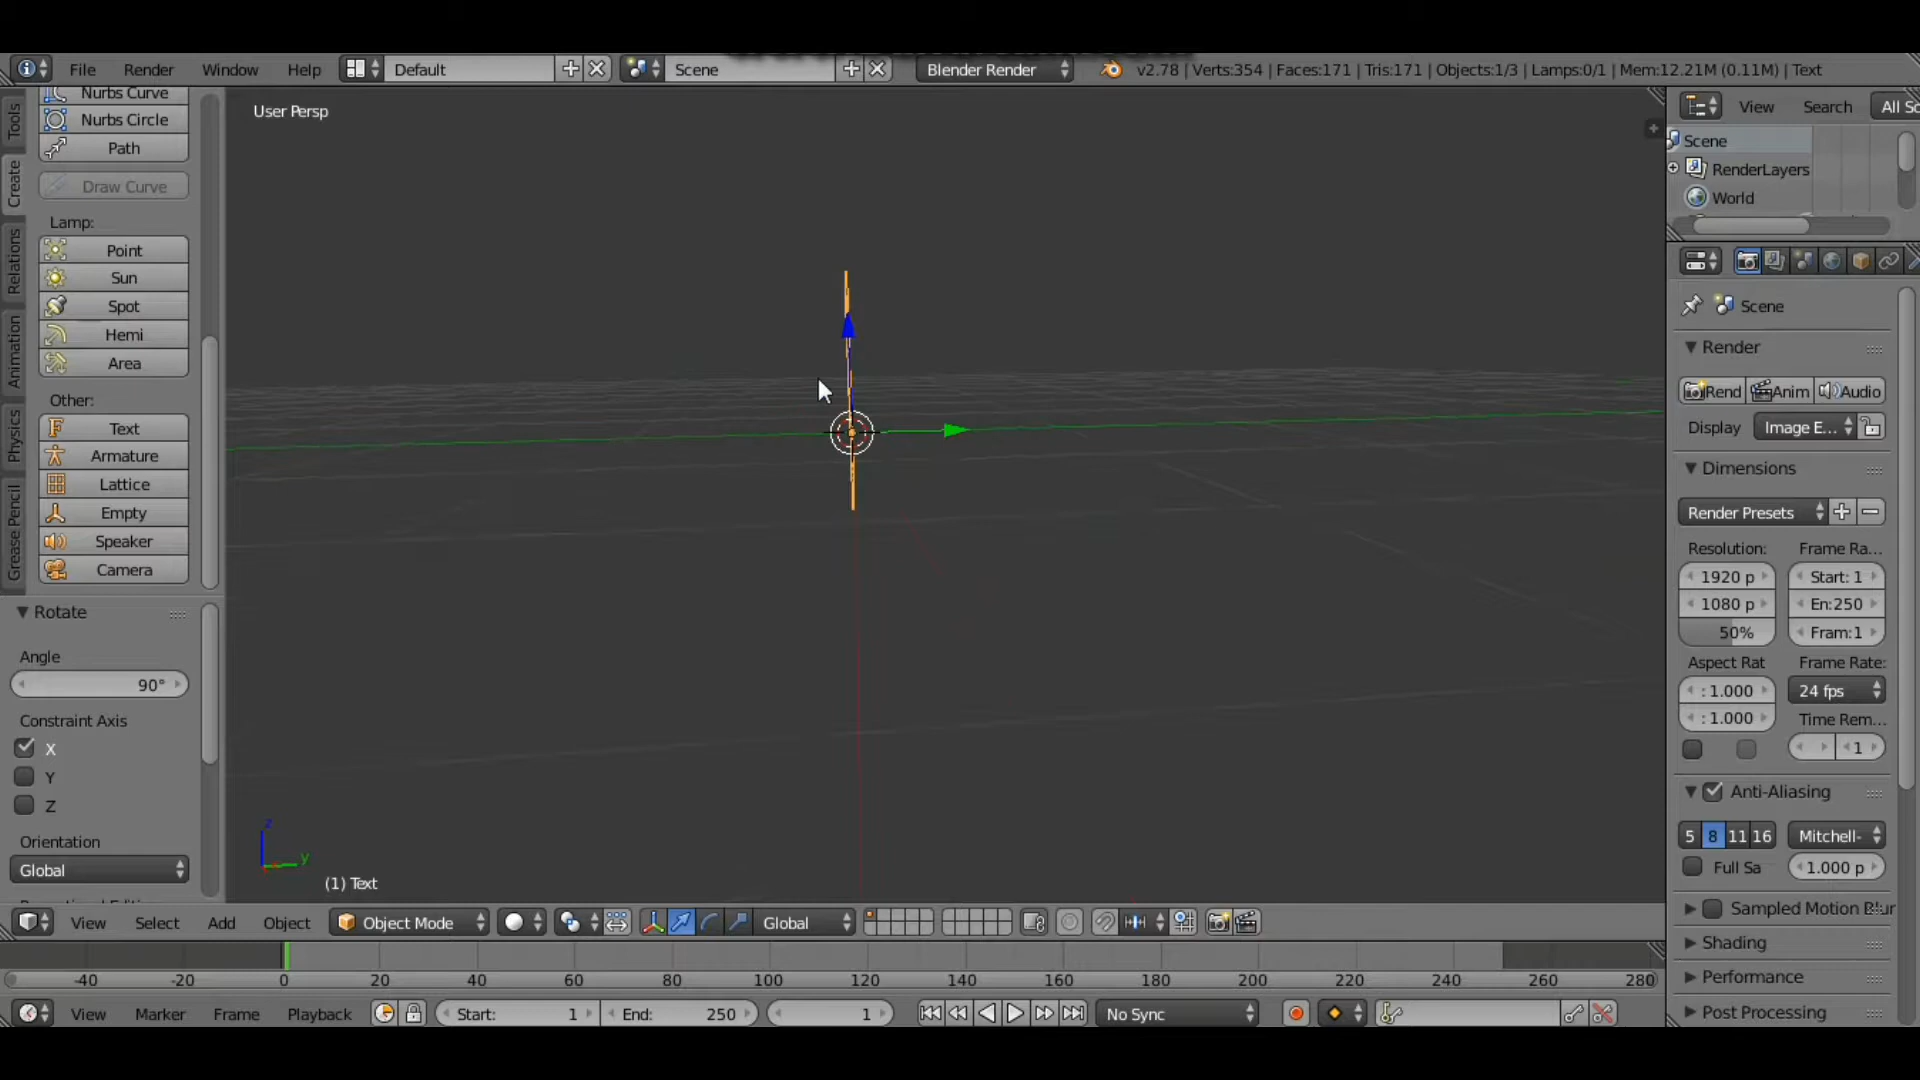 File Render Window Help Default Scene Blender Render v2.78 | Verts:354 | Faces:171 | Tris:171 | Objects:1/3 | Lamps:0/1 | Mem:12.21M (0.11M) | Text
Tools
Create
Relations
Animation
Physics
Grease Pencil
Nurbs Curve
Nurbs Circle
Path
Draw Curve
Lamp:
Point
Sun
Spot
Hemi
Area
Other:
Text
Armature
Lattice
Empty
Speaker
Camera
Rotate
Angle
90°
Constraint Axis
X
Y
Z
Orientation
Global
User Persp
z
y
(1) Text
View Select Add Object Object Mode Global
-40 -20 0 20 40 60 80 100 120 140 160 180 200 220 240 260 280
View Marker Frame Playback Start: 1 End: 250 1 No Sync
View Search All Sc
Scene
RenderLayers
World
Scene
Render
Rend Anim Audio
Display Image E...
Dimensions
Render Presets
Resolution: Frame Ra...
1920 p Start: 1
1080 p En:250
50% Fram:1
Aspect Rat Frame Rate:
: 1.000 24 fps
: 1.000 Time Rem...
1
Anti-Aliasing
5 8 11 16 Mitchell-
Full Sa 1.000 p
Sampled Motion Blur
Shading
Performance
Post Processing